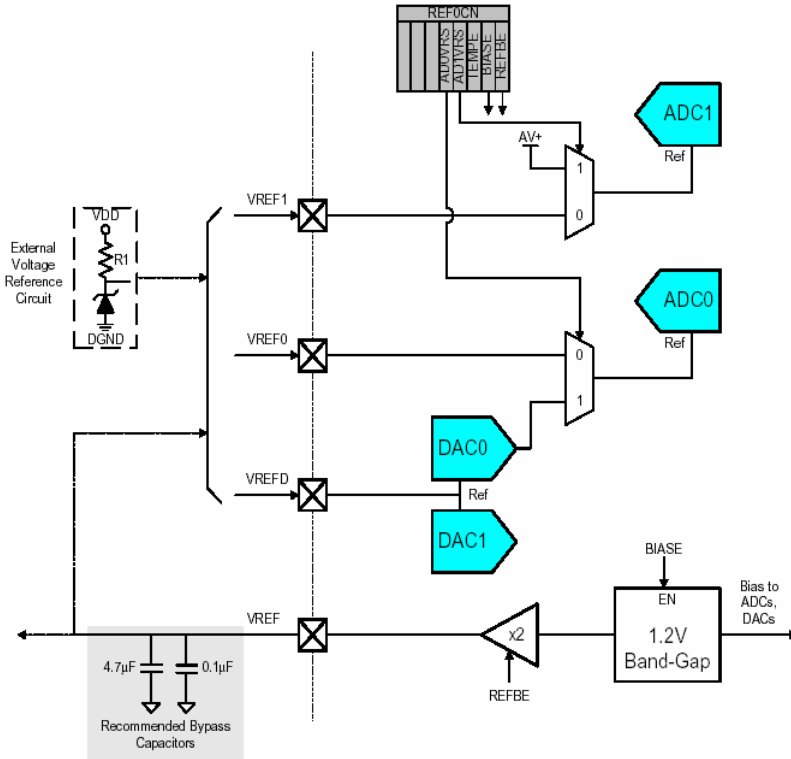 REF0CN
AD0VRS
AD1VRS
TEMPE
BIASE
REFBE
ADC1
Ref
AV+
1
0
VREF1
VDD
R1
DGND
External
Voltage
Reference
Circuit
ADC0
Ref
VREF0
0
1
DAC0
VREFD
Ref
DAC1
BIASE
EN
1.2V
Band-Gap
Bias to
ADCs,
DACs
VREF
x2
REFBE
4.7µF
0.1µF
Recommended Bypass
Capacitors